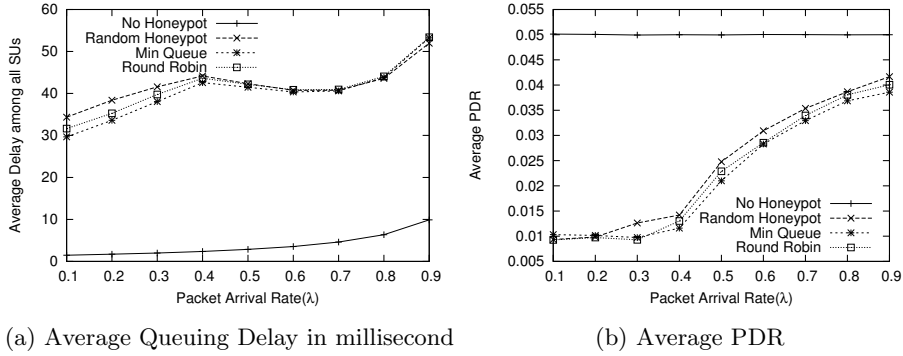 Average Delay among all SUs
60
50
40
30
20
10
0
No Honeypot
Random Honeypot
Min Queue
Round Robin
0.1 0.2 0.3 0.4 0.5 0.6 0.7 0.8 0.9
Packet Arrival Rate(λ)
(a) Average Queuing Delay in millisecond
Average PDR
0.055
0.05
0.045
0.04
0.035
0.03
0.025
0.02
0.015
0.01
0.005
No Honeypot
Random Honeypot
Min Queue
Round Robin
0.1 0.2 0.3 0.4 0.5 0.6 0.7 0.8 0.9
Packet Arrival Rate(λ)
(b) Average PDR